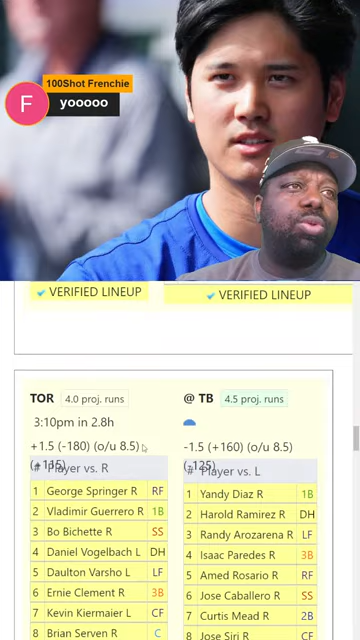 100Shot Frenchie
F
yooooo
VERIFIED LINEUP
VERIFIED LINEUP
TOR 4.0 proj. runs
3:10pm in 2.8h
+1.5 (-180) (o/u 8.5)
(+115)
# Player vs. R
1 George Springer R RF
2 Vladimir Guerrero R 1B
3 Bo Bichette R SS
4 Daniel Vogelbach L DH
5 Daulton Varsho L LF
6 Ernie Clement R 3B
7 Kevin Kiermaier L CF
8 Brian Serven R C
@ TB 4.5 proj. runs
-1.5 (+160) (o/u 8.5)
(-125)
# Player vs. L
1 Yandy Diaz R 1B
2 Harold Ramirez R DH
3 Randy Arozarena R LF
4 Isaac Paredes R 3B
5 Amed Rosario R RF
6 Jose Caballero R SS
7 Curtis Mead R 2B
8 Jose Siri R CF